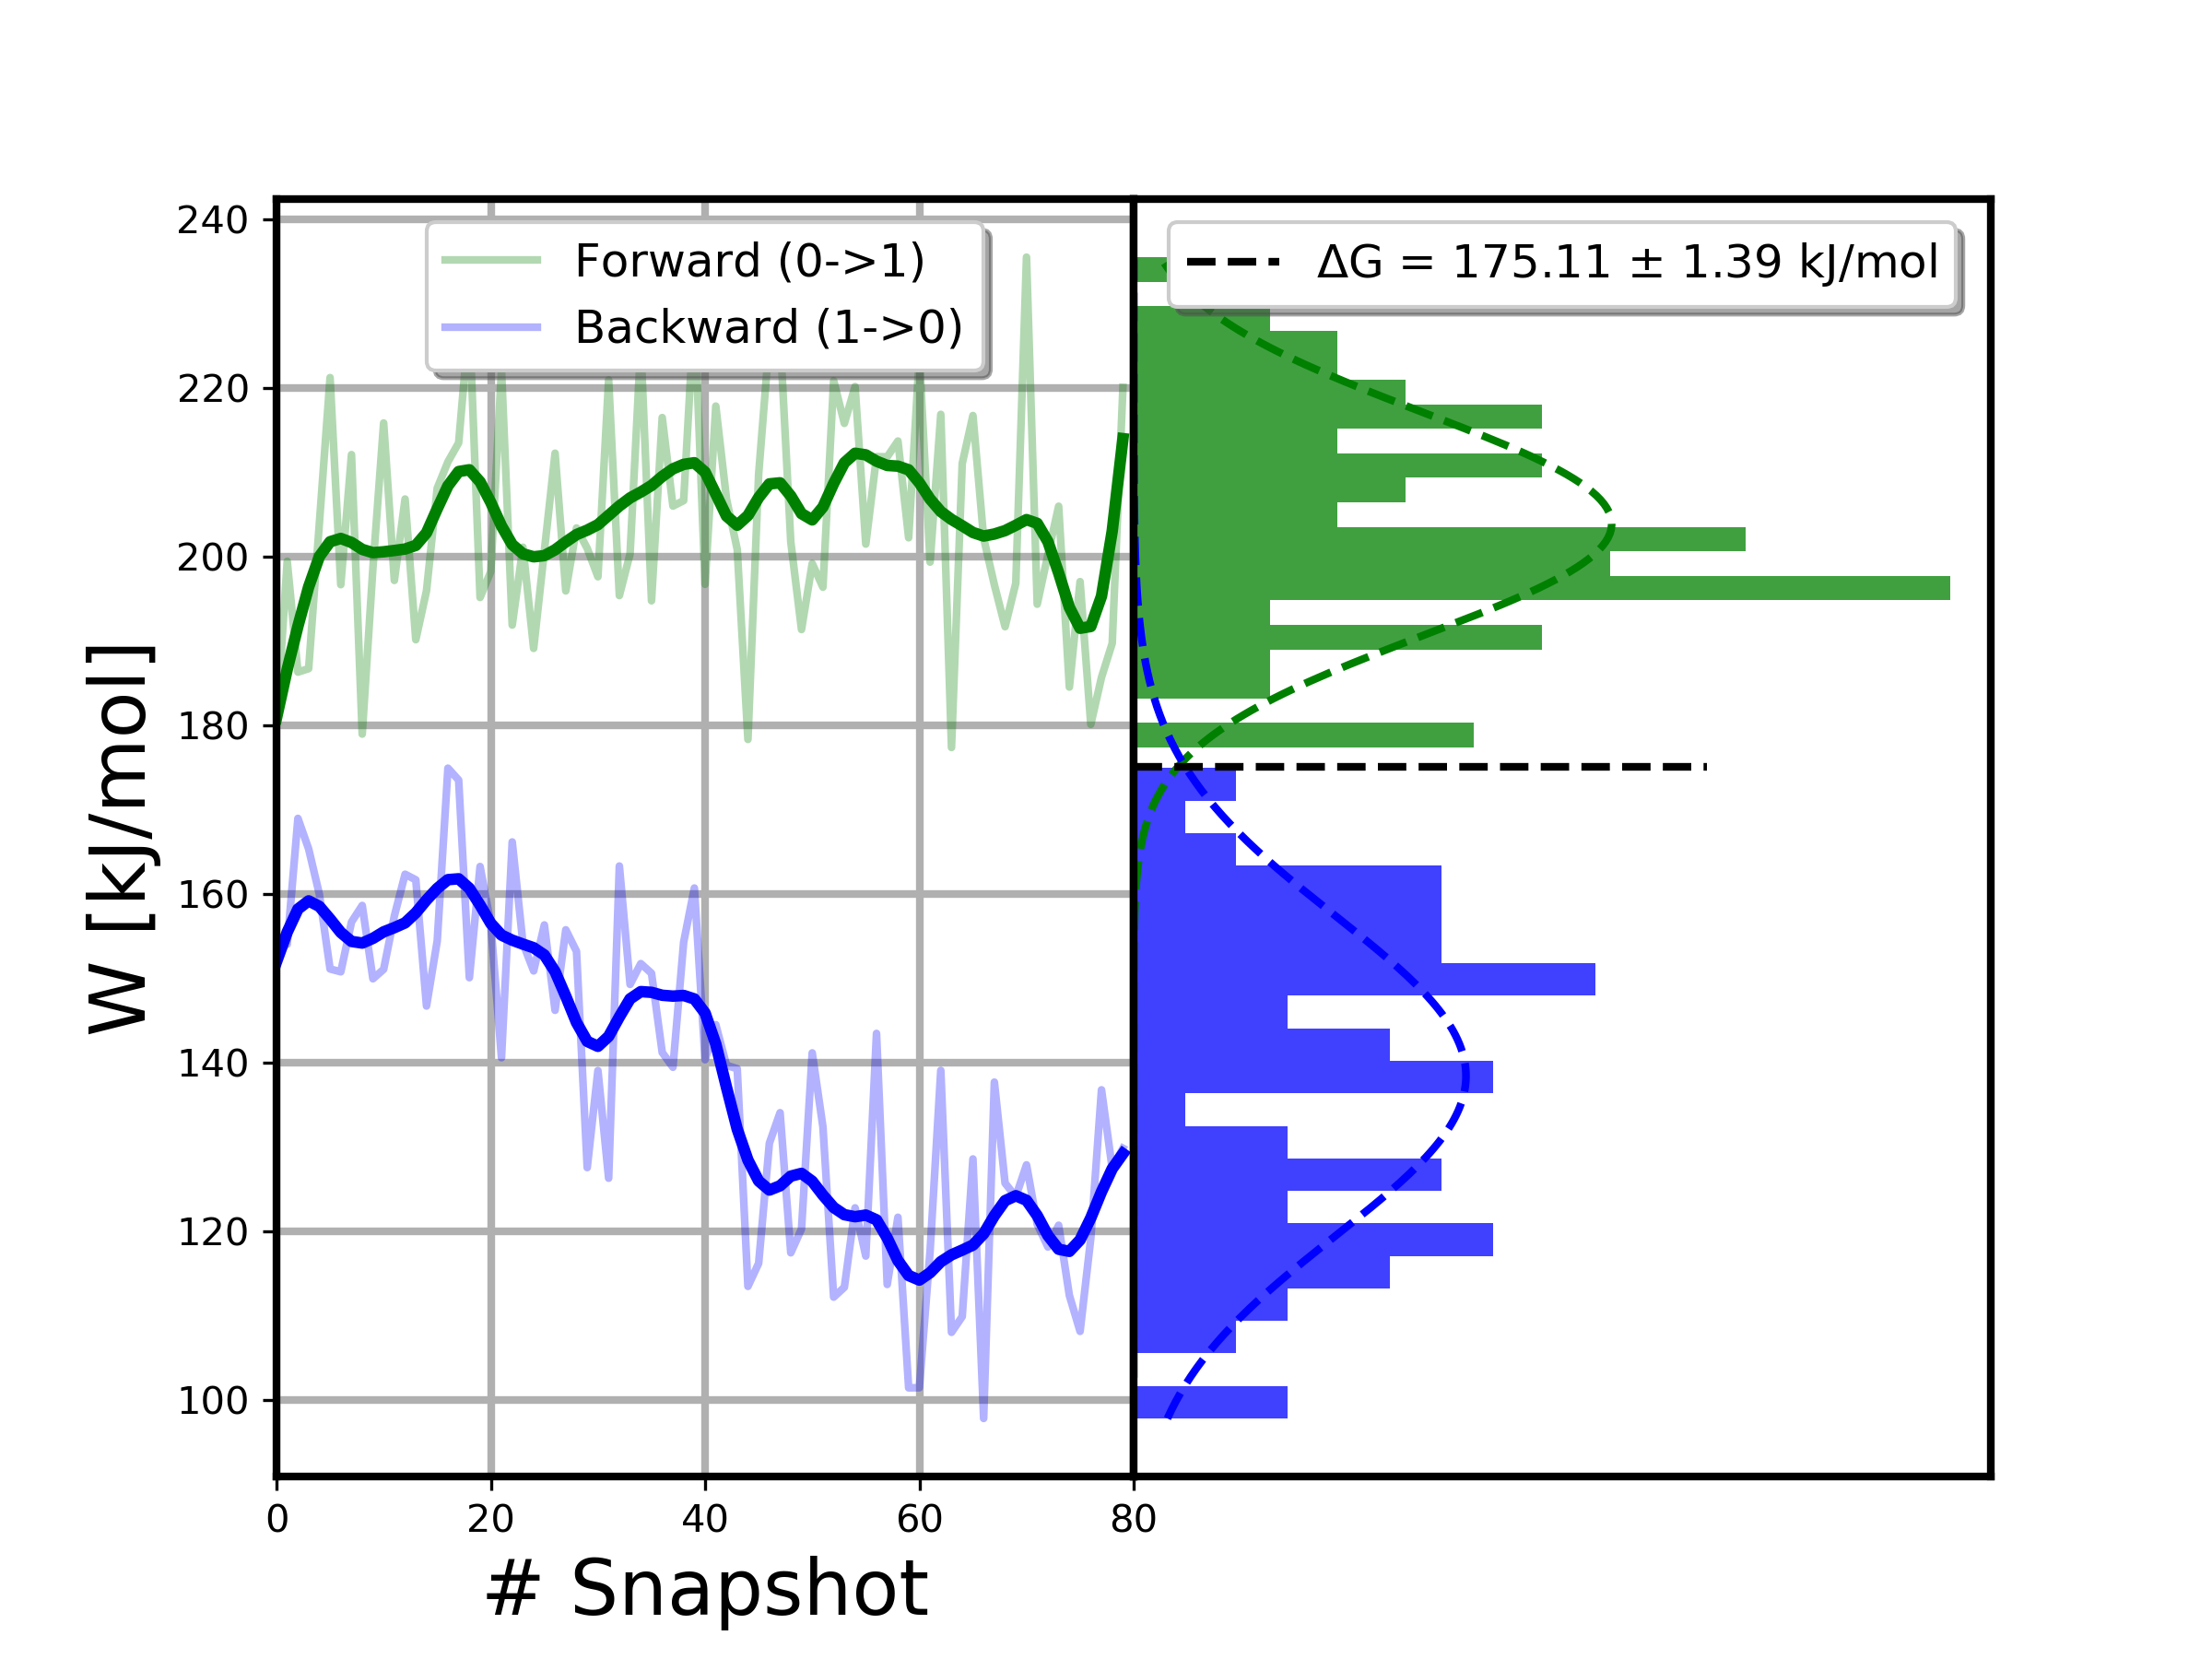 240
220
200
180
160
140
120
100
W [kJ/mol]
Forward (0->1)
Backward (1->0)
ΔG = 175.11 ± 1.39 kJ/mol
0 20 40 60 80
# Snapshot